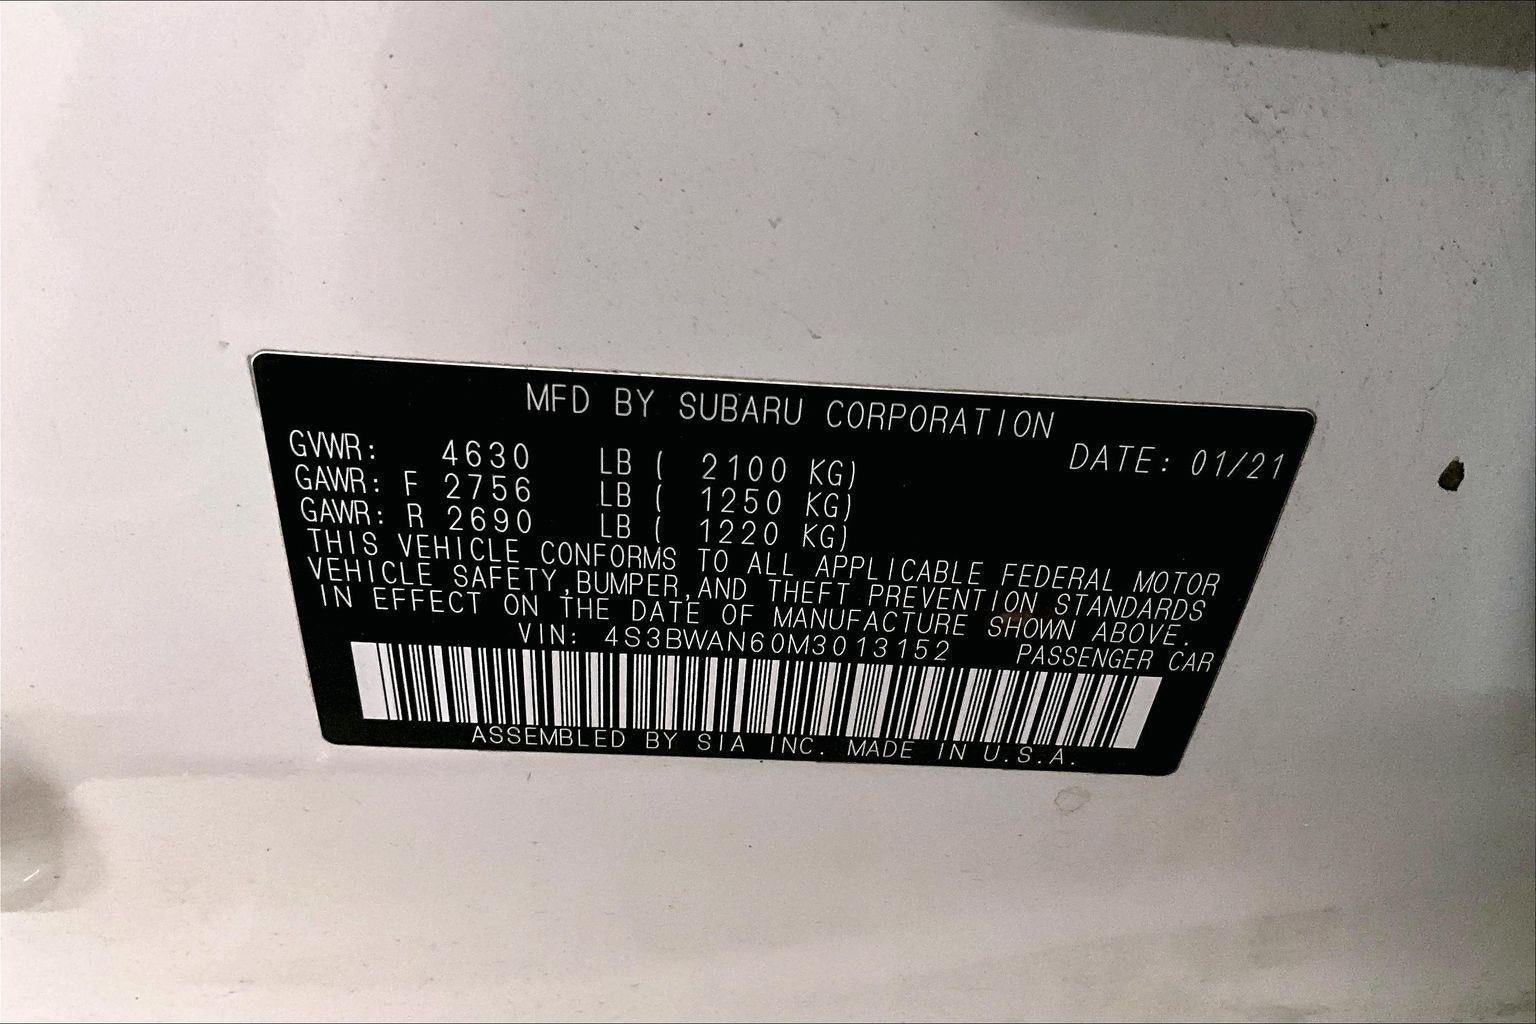 MFD BY SUBARU CORPORATION
DATE: 01/21
GVWR: 4630 LB ( 2100 KG)
GAWR: F 2756 LB ( 1250 KG)
GAWR: R 2690 LB ( 1220 KG)
THIS VEHICLE CONFORMS TO ALL APPLICABLE FEDERAL MOTOR
VEHICLE SAFETY,BUMPER,AND THEFT PREVENTION STANDARDS
IN EFFECT ON THE DATE OF MANUFACTURE SHOWN ABOVE.
VIN: 4S3BWAN60M3013152 PASSENGER CAR
ASSEMBLED BY SIA INC. MADE IN U.S.A.